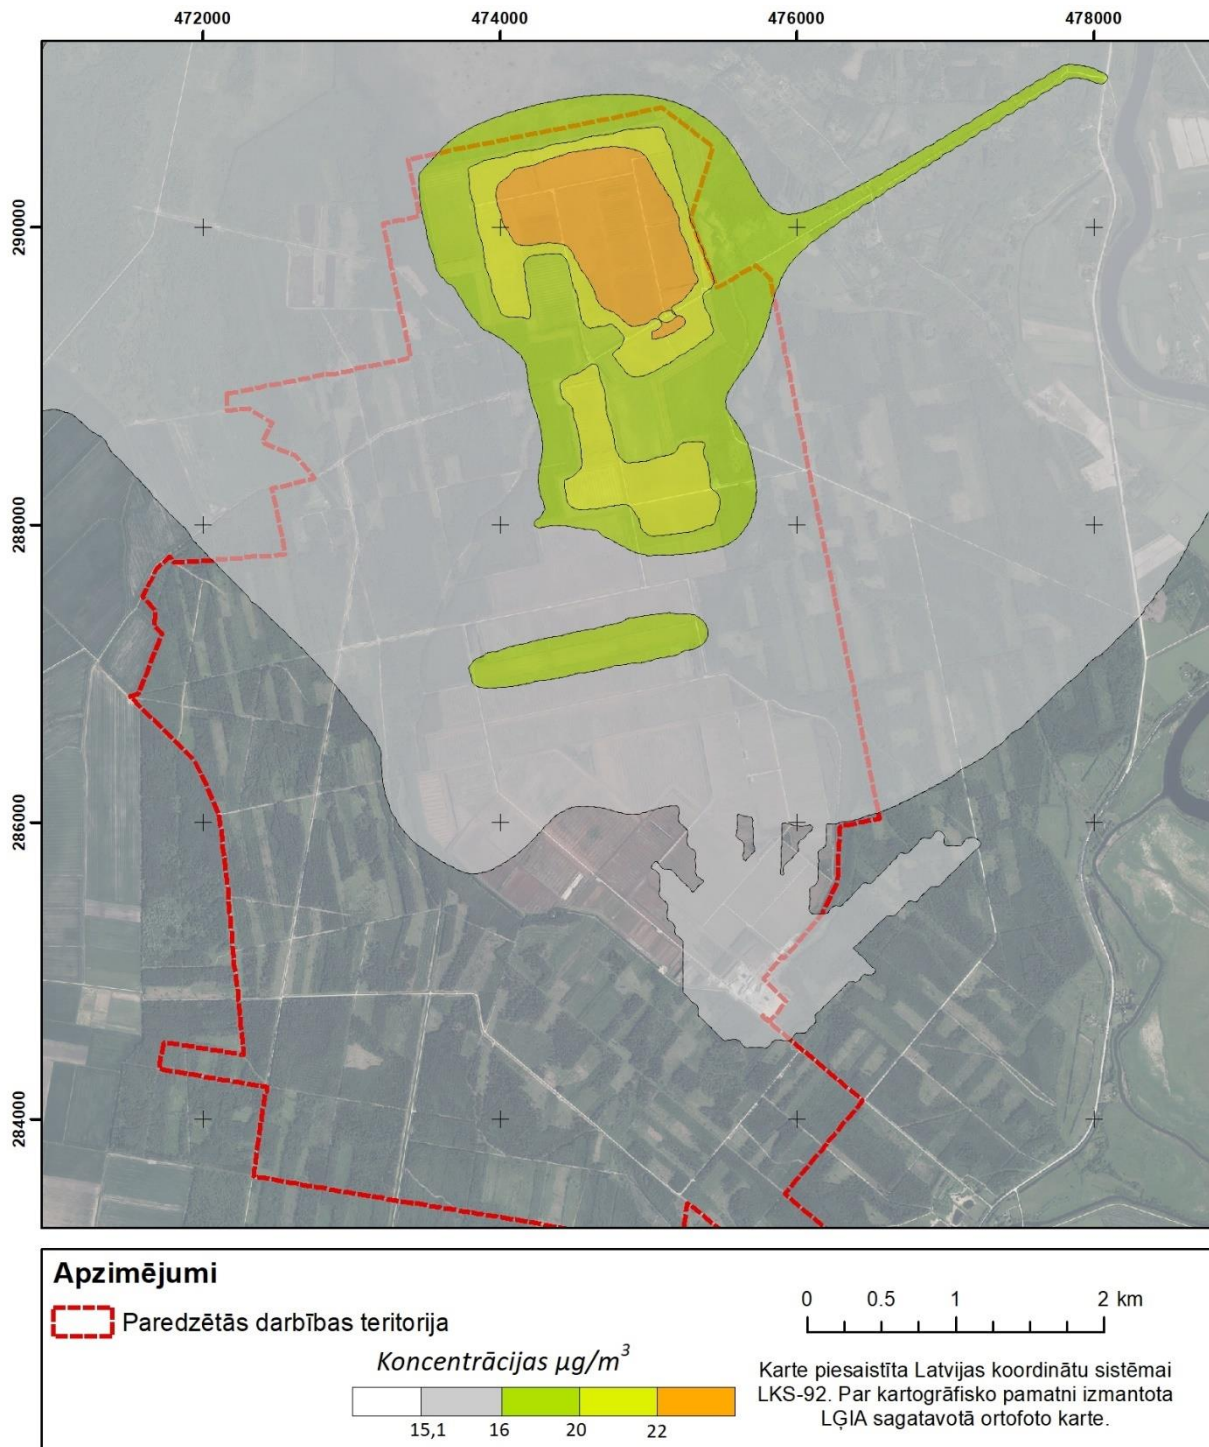 472000 474000 476000 478000
290000
288000
286000
284000
Apzīmējumi
Paredzētās darbības teritorija
Koncentrācijas µg/m³
15,1 16 20 22
0 0.5 1 2 km
Karte piesaistīta Latvijas koordinātu sistēmai
LKS-92. Par kartogrāfisko pamatni izmantota
LĢIA sagatavotā ortofoto karte.